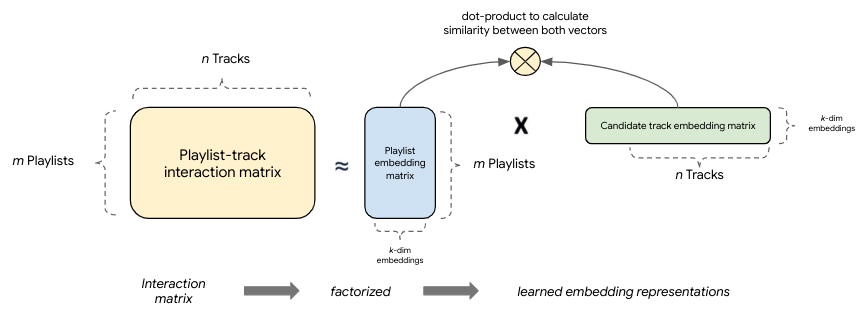 dot-product to calculate
similarity between both vectors
n Tracks
m Playlists
Playlist-track
interaction matrix
≈
Playlist
embedding
matrix
m Playlists
k-dim
embeddings
X
Candidate track embedding matrix
k-dim
embeddings
n Tracks
Interaction
matrix
factorized
learned embedding representations